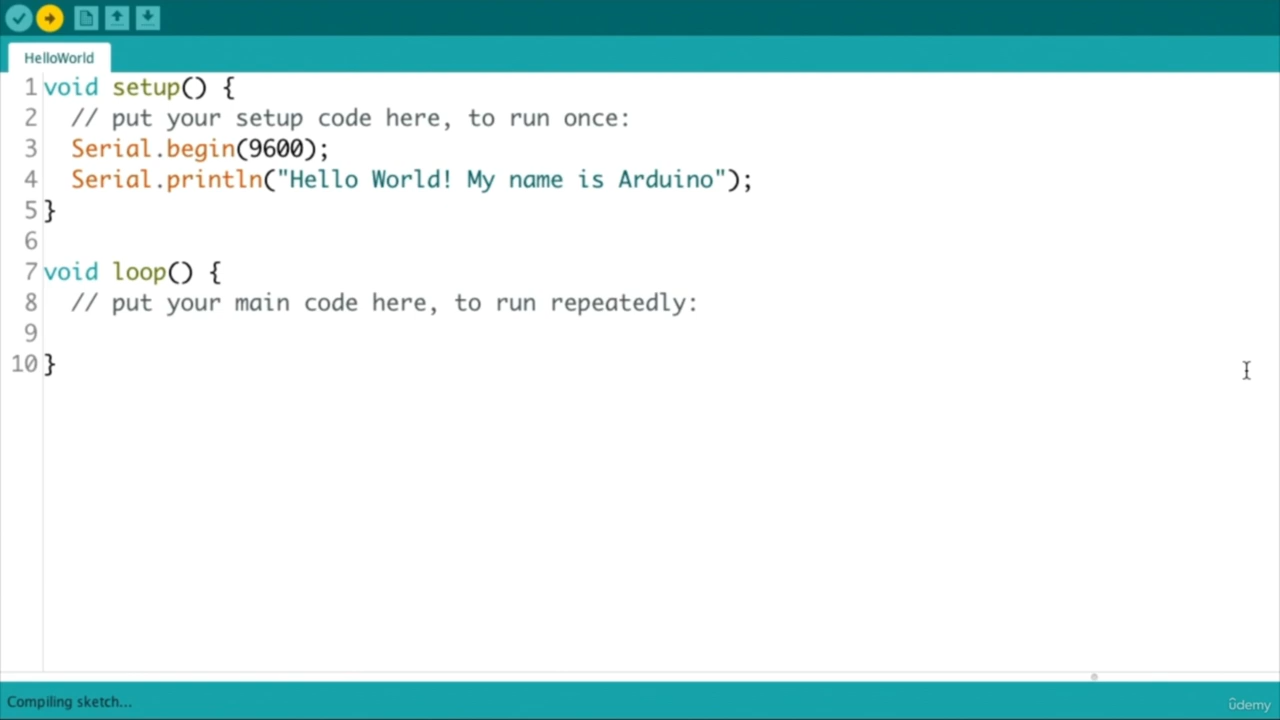 HelloWorld
1 void setup() {
2 // put your setup code here, to run once:
3 Serial.begin(9600);
4 Serial.println("Hello World! My name is Arduino");
5 }
6
7 void loop() {
8 // put your main code here, to run repeatedly:
9
10 }
Compiling sketch...
ûdemy